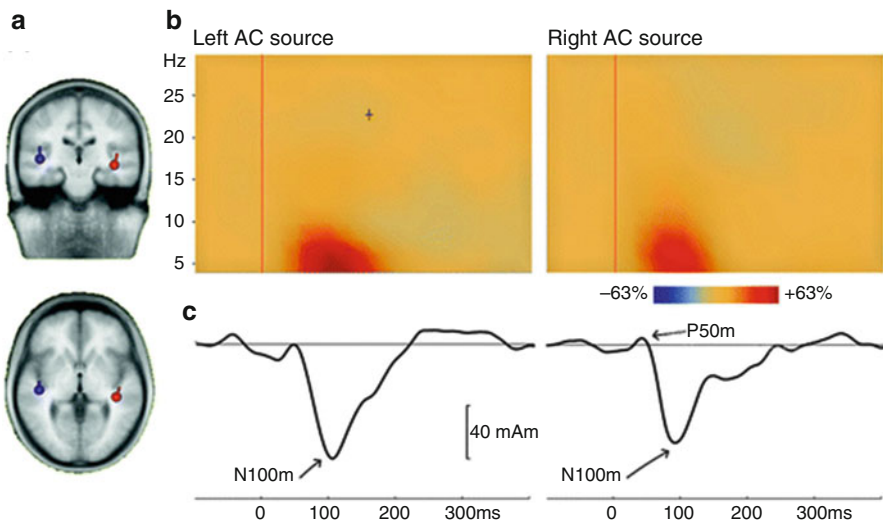 a
b
Left AC source
Right AC source
Hz
25
20
15
10
5
–63%
+63%
c
P50m
40 mAm
N100m
N100m
0 100 200 300ms
0 100 200 300ms